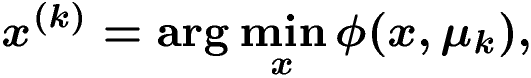 x^{(k)} = arg min_x ϕ(x, μ_k),